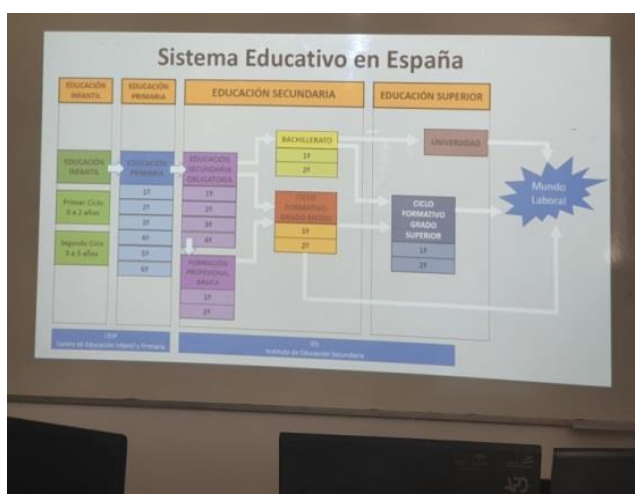 Sistema Educativo en España
EDUCACIÓN
INFANTIL
EDUCACIÓN
PRIMARIA
EDUCACIÓN SECUNDARIA
EDUCACIÓN SUPERIOR
EDUCACIÓN
INFANTIL
Primer Ciclo
0 a 2 años
Segundo Ciclo
3 a 5 años
EDUCACIÓN
PRIMARIA
1º
2º
3º
4º
5º
6º
EDUCACIÓN
SECUNDARIA
OBLIGATORIA
1º
2º
3º
4º
FORMACIÓN
PROFESIONAL
BÁSICA
1º
2º
BACHILLERATO
1º
2º
CICLO
FORMATIVO
GRADO MEDIO
1º
2º
UNIVERSIDAD
CICLO
FORMATIVO
GRADO
SUPERIOR
1º
2º
Mundo
Laboral
CEIP
Centro de Educación Infantil y Primaria
IES
Instituto de Educación Secundaria